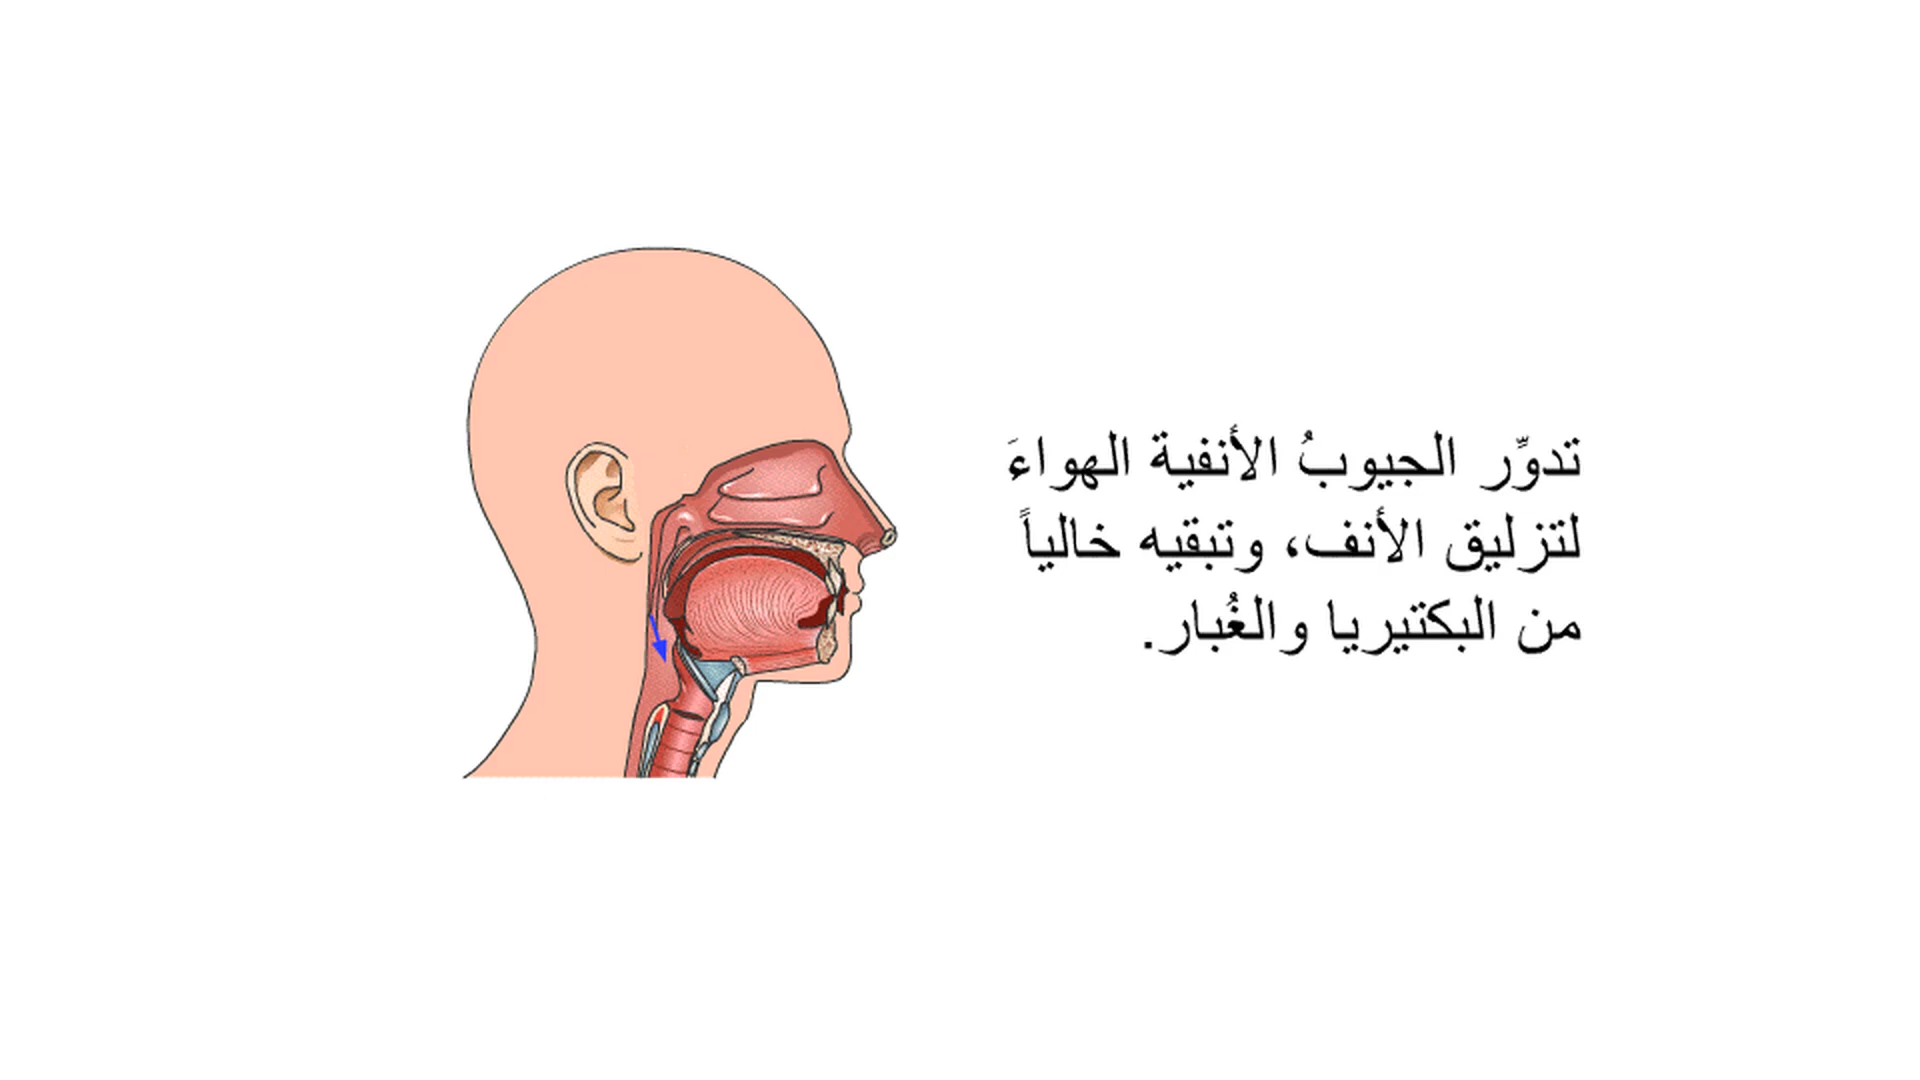 تدوِّر الجيوبُ الأنفية الهواءَ
لتزليق الأنف، وتبقيه خالياً
من البكتيريا والغُبار.